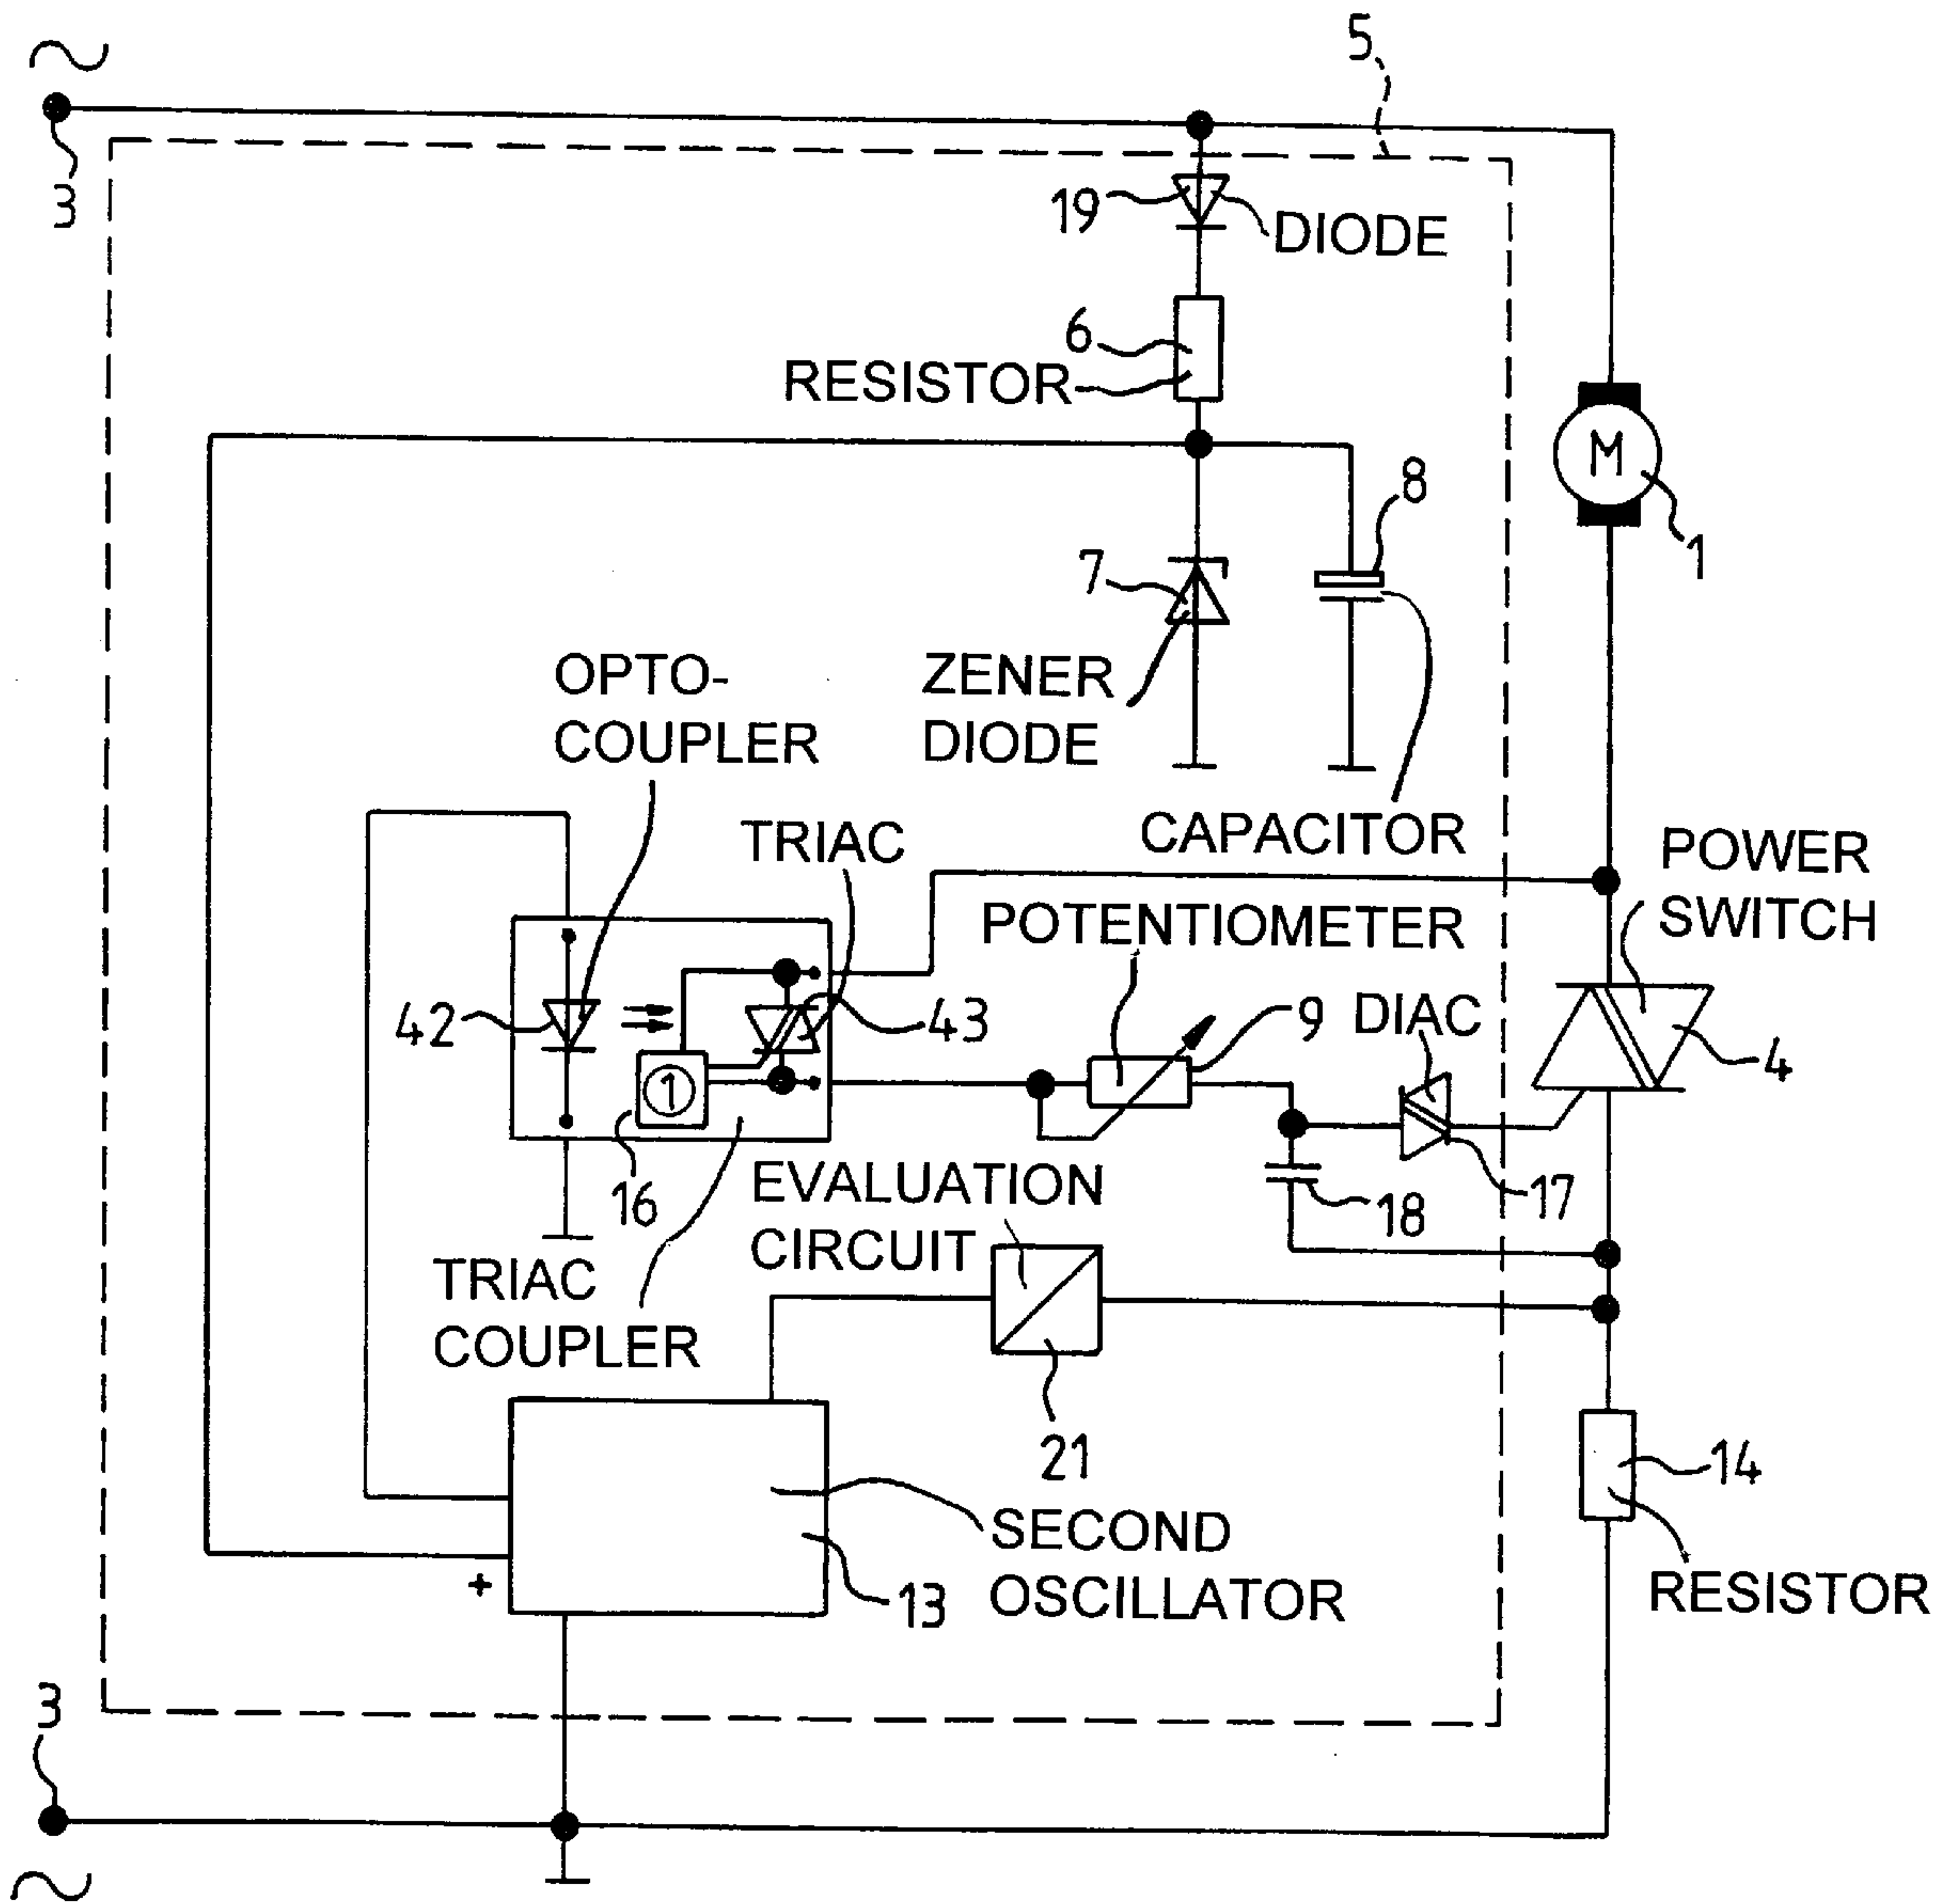 5
3
19
DIODE
6
RESISTOR
M
8
1
7
OPTO-
COUPLER
ZENER
DIODE
TRIAC
CAPACITOR
POWER
SWITCH
POTENTIOMETER
42
43
9
DIAC
4
1
16
EVALUATION
CIRCUIT
18
17
TRIAC
COUPLER
21
14
SECOND
OSCILLATOR
+
13
RESISTOR
3